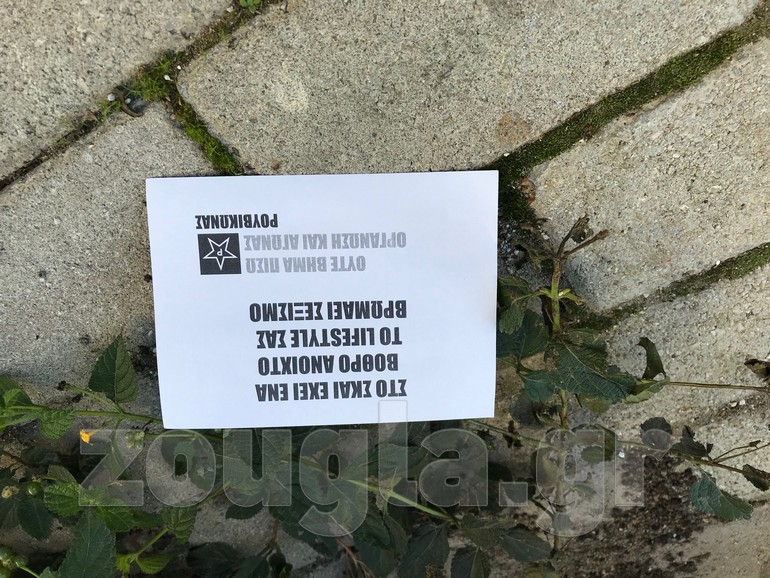 ΣΤΟ ΣΚΑΙ ΕΧΕΙ ΕΝΑ
ΒΟΘΡΟ ΑΝΟΙΧΤΟ
ΤΟ LIFESTYLE ΣΑΣ
ΒΡΩΜΑΕΙ ΣΕΞΙΣΜΟ
ΟΥΤΕ ΒΗΜΑ ΠΙΣΩ
ΟΡΓΑΝΩΣΗ ΚΑΙ ΑΓΩΝΑΣ
Ρ
ΡΟΥΒΙΚΩΝΑΣ
zougla.gr